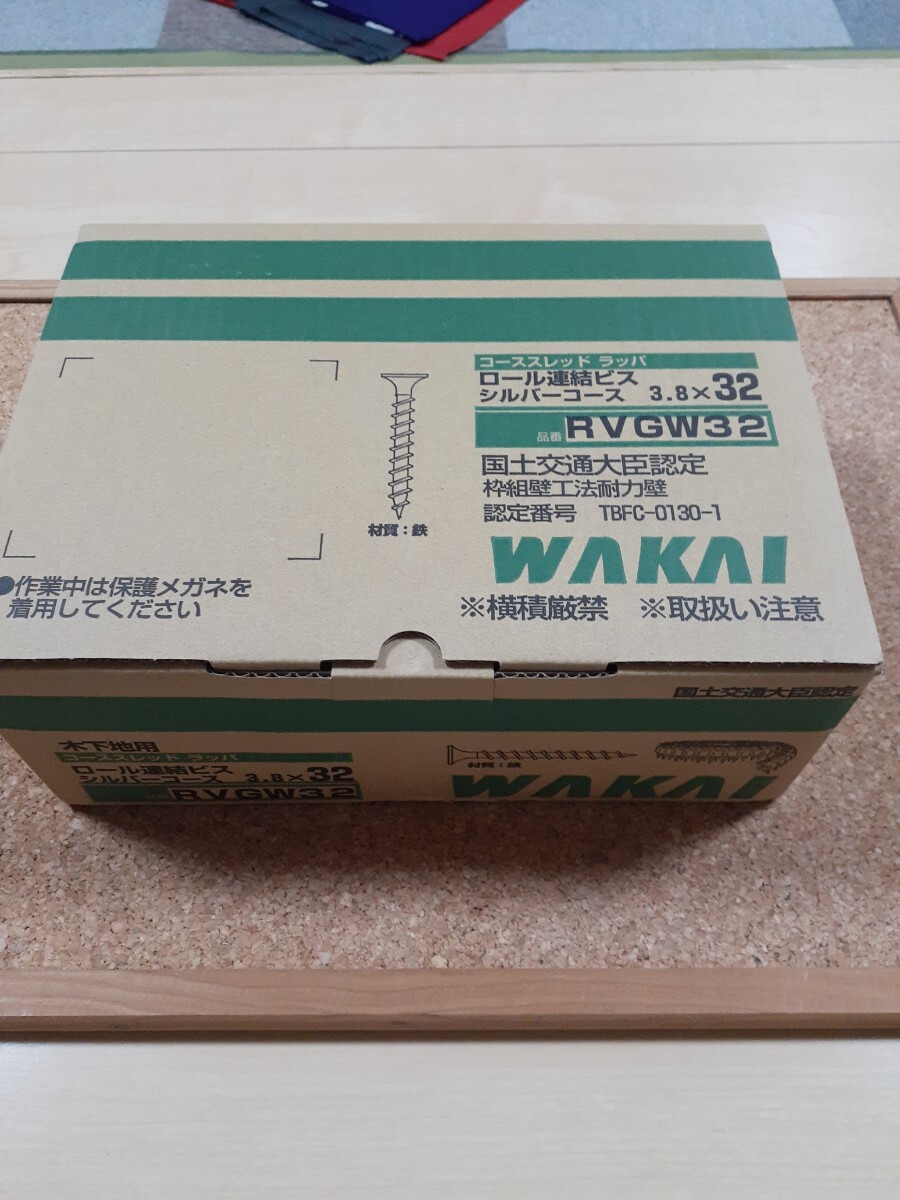 コーススレッド ラッパ
ロール連結ビス
シルバーコース 3.8×32
品番 RVGW32
国土交通大臣認定
枠組壁工法耐力壁
認定番号 TBFC-0130-1
WAKAI
※横積厳禁 ※取扱い注意
材質：鉄
●作業中は保護メガネを
着用してください
国土交通大臣認定
木下地用
コーススレッド ラッパ
ロール連結ビス
シルバーコース 3.8×32
RVGW32
材質：鉄
WAKAI